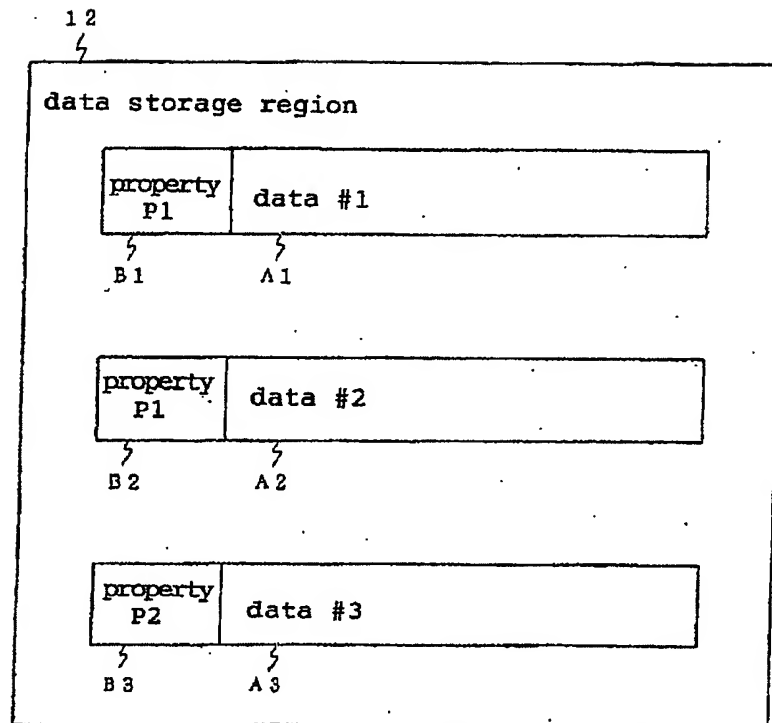 12
data storage region
property
P1
data #1
B1
A1
property
P1
data #2
B2
A2
property
P2
data #3
B3
A3